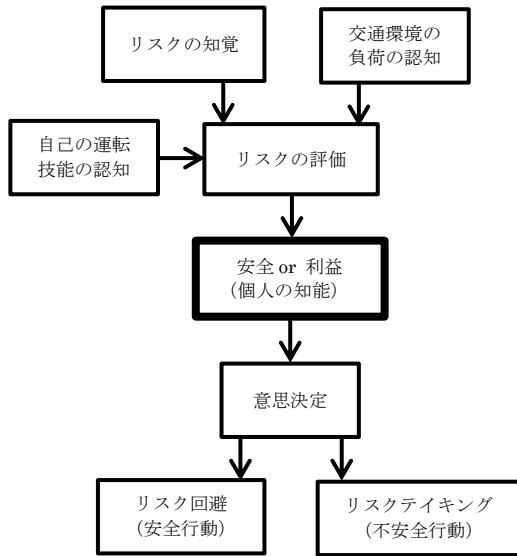 リスクの知覚
交通環境の
負荷の認知
自己の運転
技能の認知
リスクの評価
安全 or 利益
（個人の知能）
意思決定
リスク回避
（安全行動）
リスクテイキング
（不安全行動）